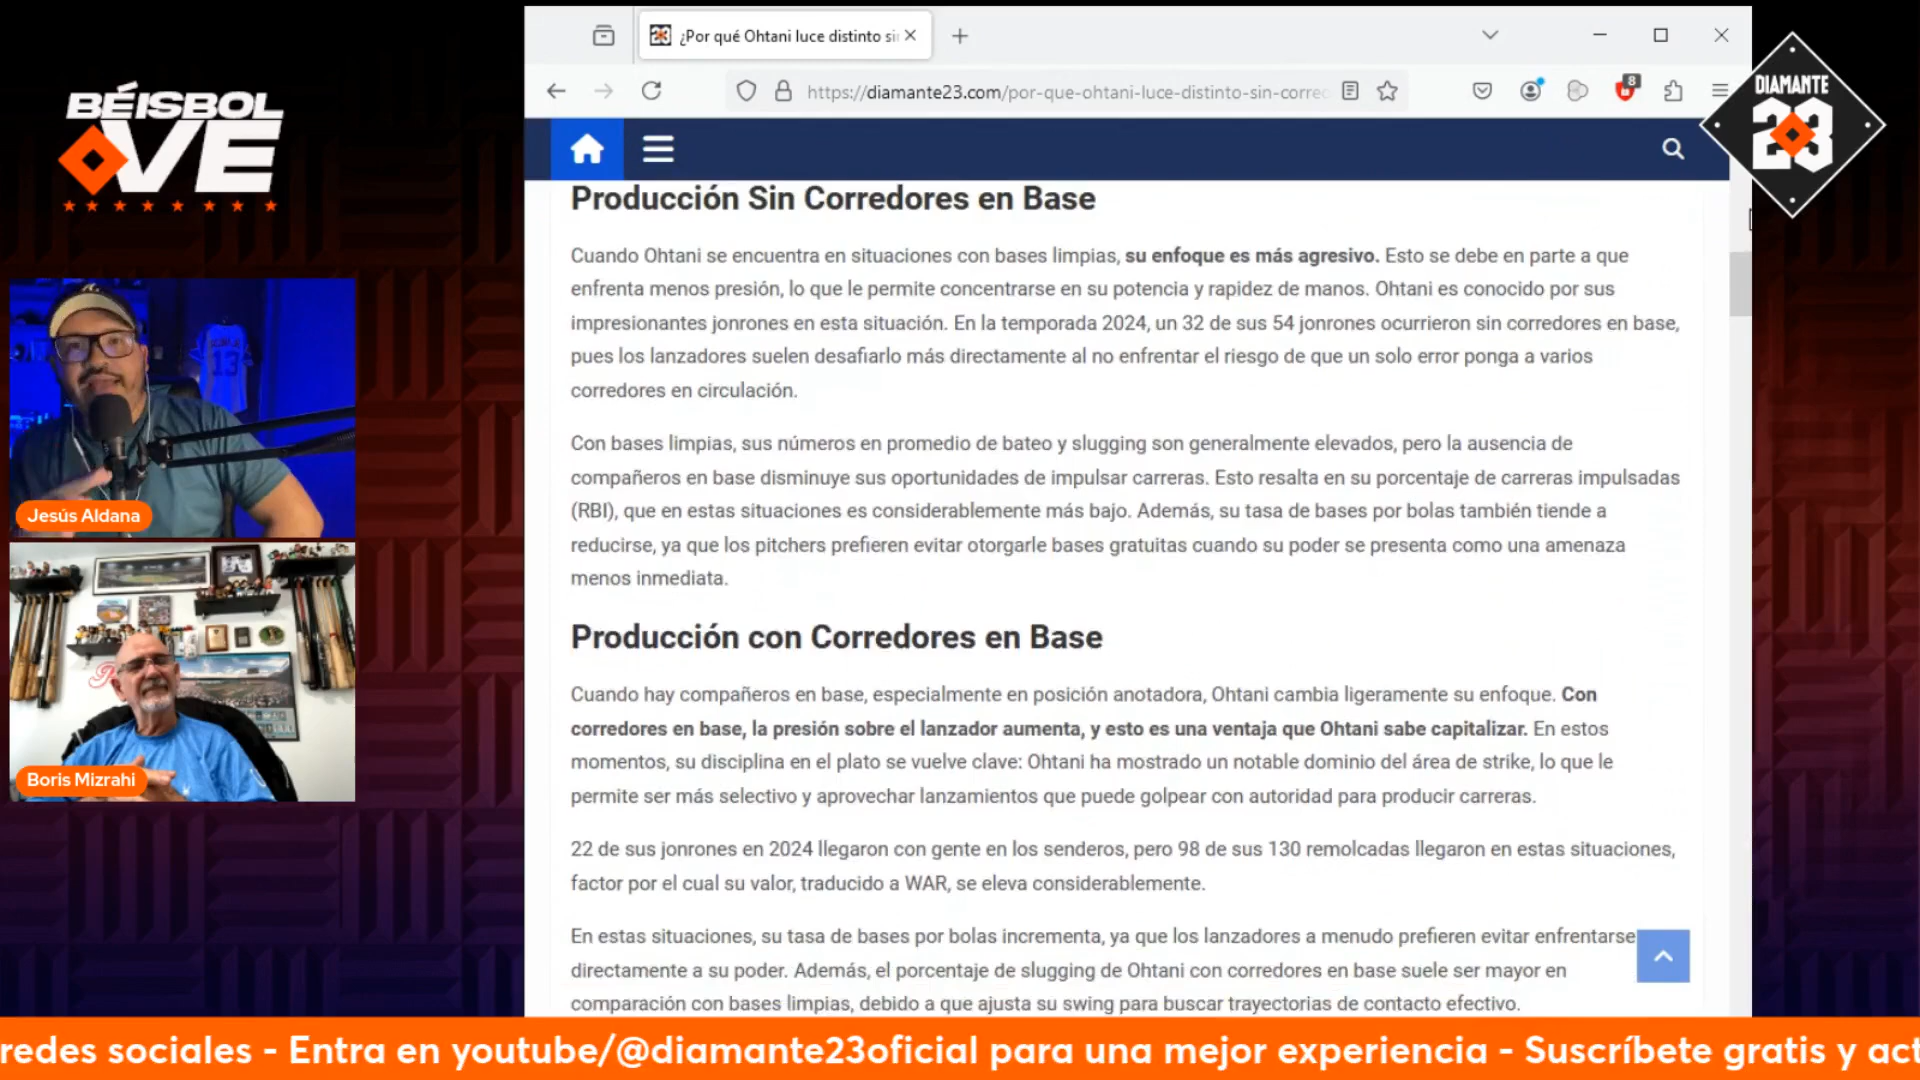 BÉISBOL
VE
Jesús Aldana
Boris Mizrahi
¿Por qué Ohtani luce distinto si
8
https://diamante23.com/por-que-ohtani-luce-distinto-sin-corre
DIAMANTE
23
Producción Sin Corredores en Base
Cuando Ohtani se encuentra en situaciones con bases limpias, su enfoque es más agresivo. Esto se debe en parte a que
enfrenta menos presión, lo que le permite concentrarse en su potencia y rapidez de manos. Ohtani es conocido por sus
impresionantes jonrones en esta situación. En la temporada 2024, un 32 de sus 54 jonrones ocurrieron sin corredores en base,
pues los lanzadores suelen desafiarlo más directamente al no enfrentar el riesgo de que un solo error ponga a varios
corredores en circulación.
Con bases limpias, sus números en promedio de bateo y slugging son generalmente elevados, pero la ausencia de
compañeros en base disminuye sus oportunidades de impulsar carreras. Esto resalta en su porcentaje de carreras impulsadas
(RBI), que en estas situaciones es considerablemente más bajo. Además, su tasa de bases por bolas también tiende a
reducirse, ya que los pitchers prefieren evitar otorgarle bases gratuitas cuando su poder se presenta como una amenaza
menos inmediata.
Producción con Corredores en Base
Cuando hay compañeros en base, especialmente en posición anotadora, Ohtani cambia ligeramente su enfoque. Con
corredores en base, la presión sobre el lanzador aumenta, y esto es una ventaja que Ohtani sabe capitalizar. En estos
momentos, su disciplina en el plato se vuelve clave: Ohtani ha mostrado un notable dominio del área de strike, lo que le
permite ser más selectivo y aprovechar lanzamientos que puede golpear con autoridad para producir carreras.
22 de sus jonrones en 2024 llegaron con gente en los senderos, pero 98 de sus 130 remolcadas llegaron en estas situaciones,
factor por el cual su valor, traducido a WAR, se eleva considerablemente.
En estas situaciones, su tasa de bases por bolas incrementa, ya que los lanzadores a menudo prefieren evitar enfrentarse
directamente a su poder. Además, el porcentaje de slugging de Ohtani con corredores en base suele ser mayor en
comparación con bases limpias, debido a que ajusta su swing para buscar trayectorias de contacto efectivo.
redes sociales - Entra en youtube/@diamante23oficial para una mejor experiencia - Suscríbete gratis y act